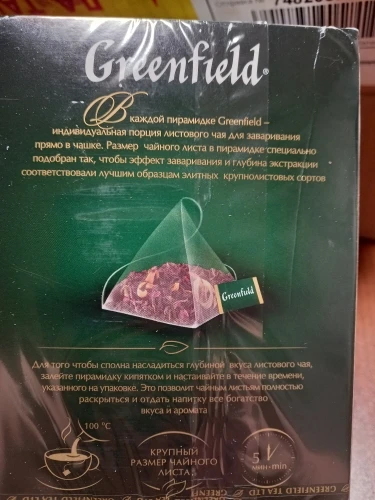 Greenfield®
В каждой пирамидке Greenfield –
индивидуальная порция листового чая для заваривания
прямо в чашке. Размер чайного листа в пирамидке специально
подобран так, чтобы эффект заваривания и глубина экстракции
соответствовали лучшим образцам элитных крупнолистовых сортов
Greenfield
Для того чтобы сполна насладиться глубиной вкуса листового чая,
залейте пирамидку кипятком и настаивайте в течение времени,
указанного на упаковке. Это позволит чайным листьям полностью
раскрыться и отдать напитку все богатство
вкуса и аромата
100 °C
КРУПНЫЙ
РАЗМЕР ЧАЙНОГО
ЛИСТА
5
мин•min
GREENFIELD TEA LTD